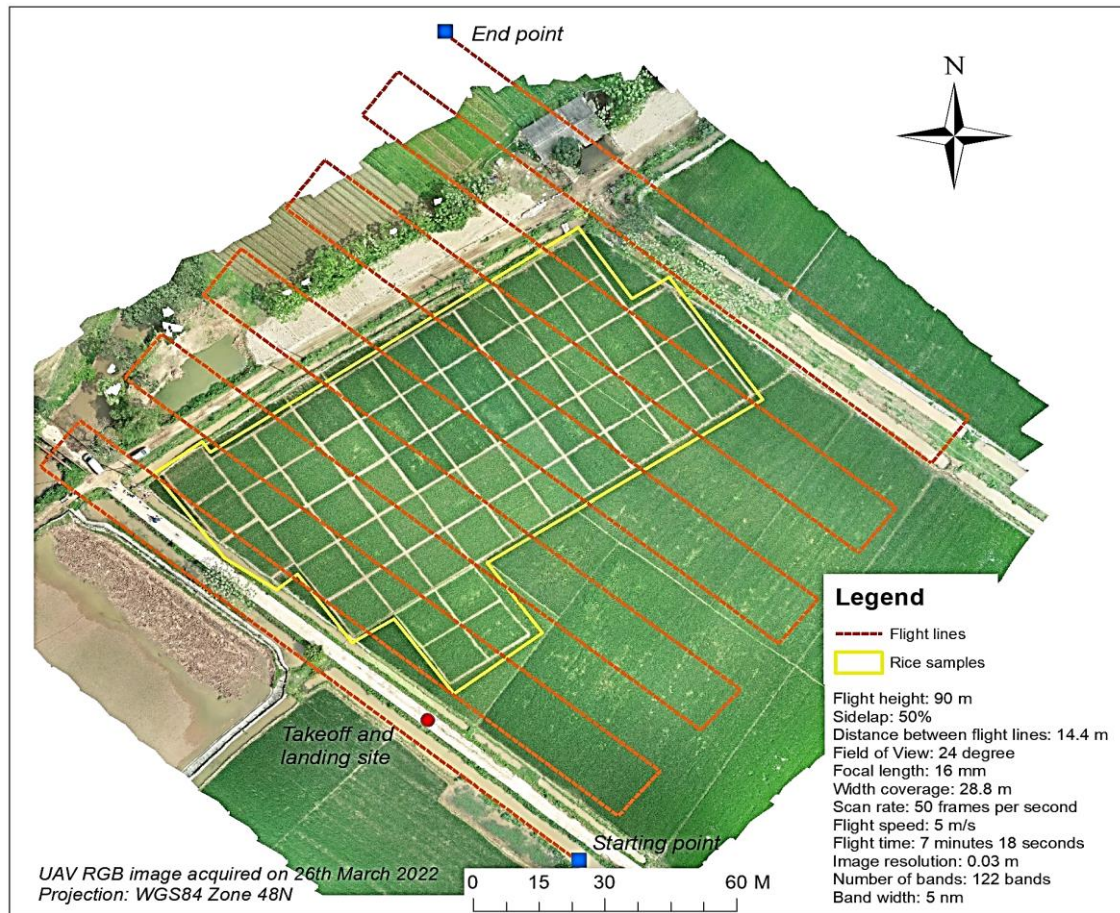 End point
N
Takeoff and
landing site
Starting point
UAV RGB image acquired on 26th March 2022
Projection: WGS84 Zone 48N
0 15 30 60 M
Legend
Flight lines
Rice samples
Flight height: 90 m
Sidelap: 50%
Distance between flight lines: 14.4 m
Field of View: 24 degree
Focal length: 16 mm
Width coverage: 28.8 m
Scan rate: 50 frames per second
Flight speed: 5 m/s
Flight time: 7 minutes 18 seconds
Image resolution: 0.03 m
Number of bands: 122 bands
Band width: 5 nm